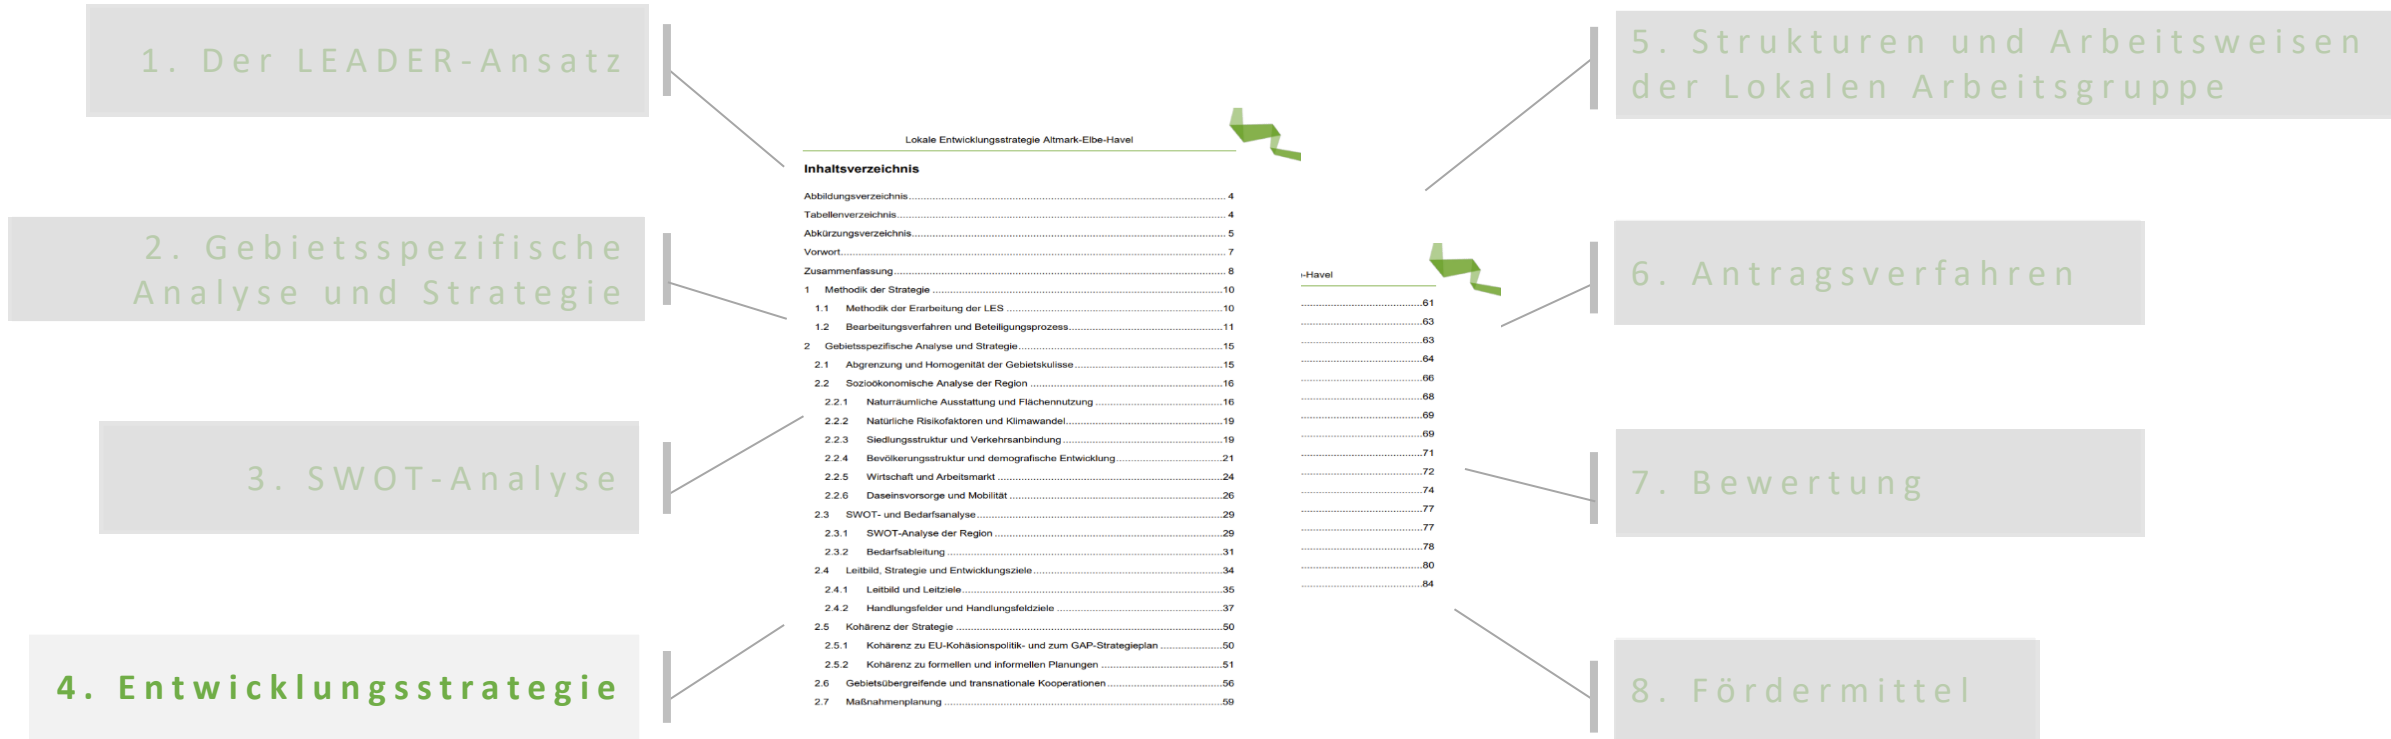 1. Der LEADER-Ansatz
2. Gebietsspezifische
Analyse und Strategie
3. SWOT-Analyse
4. Entwicklungsstrategie
Lokale Entwicklungsstrategie Altmark-Elbe-Havel
Inhaltsverzeichnis
Abbildungsverzeichnis 4
Tabellenverzeichnis 4
Abkürzungsverzeichnis 5
Vorwort 7
Zusammenfassung 8
1 Methodik der Strategie 10
1.1 Methodik der Erarbeitung der LES 10
1.2 Bearbeitungsverfahren und Beteiligungsprozess 11
2 Gebietsspezifische Analyse und Strategie 15
2.1 Abgrenzung und Homogenität der Gebietskulisse 15
2.2 Sozioökonomische Analyse der Region 16
2.2.1 Naturräumliche Ausstattung und Flächennutzung 16
2.2.2 Natürliche Risikofaktoren und Klimawandel 19
2.2.3 Siedlungsstruktur und Verkehrsanbindung 19
2.2.4 Bevölkerungsstruktur und demografische Entwicklung 21
2.2.5 Wirtschaft und Arbeitsmarkt 24
2.2.6 Daseinsvorsorge und Mobilität 26
2.3 SWOT- und Bedarfsanalyse 29
2.3.1 SWOT-Analyse der Region 29
2.3.2 Bedarfsableitung 31
2.4 Leitbild, Strategie und Entwicklungsziele 34
2.4.1 Leitbild und Leitziele 35
2.4.2 Handlungsfelder und Handlungsfeldziele 37
2.5 Kohärenz der Strategie 50
2.5.1 Kohärenz zu EU-Kohäsionspolitik- und zum GAP-Strategieplan 50
2.5.2 Kohärenz zu formellen und informellen Planungen 51
2.6 Gebietsübergreifende und transnationale Kooperationen 56
2.7 Maßnahmenplanung 59
-Havel
61
63
63
64
66
68
69
69
71
72
74
77
77
78
80
84
5. Strukturen und Arbeitsweisen
der Lokalen Arbeitsgruppe
6. Antragsverfahren
7. Bewertung
8. Fördermittel